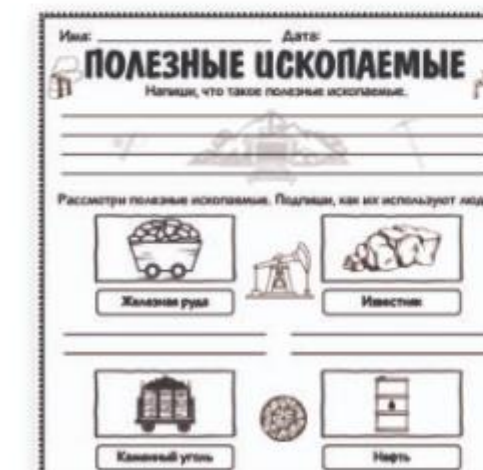 Имя: Дата:
ПОЛЕЗНЫЕ ИСКОПАЕМЫЕ
Напиши, что такое полезные ископаемые.
Рассмотри полезные ископаемые. Подпиши, как их используют люд
Железная руда Известняк
Каменный уголь Нефть